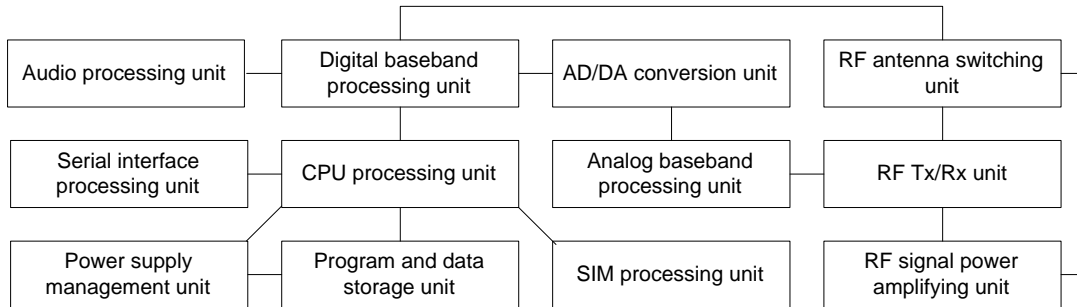 Audio processing unit
Digital baseband
processing unit
AD/DA conversion unit
RF antenna switching
unit
Serial interface
processing unit
CPU processing unit
Analog baseband
processing unit
RF Tx/Rx unit
Power supply
management unit
Program and data
storage unit
SIM processing unit
RF signal power
amplifying unit